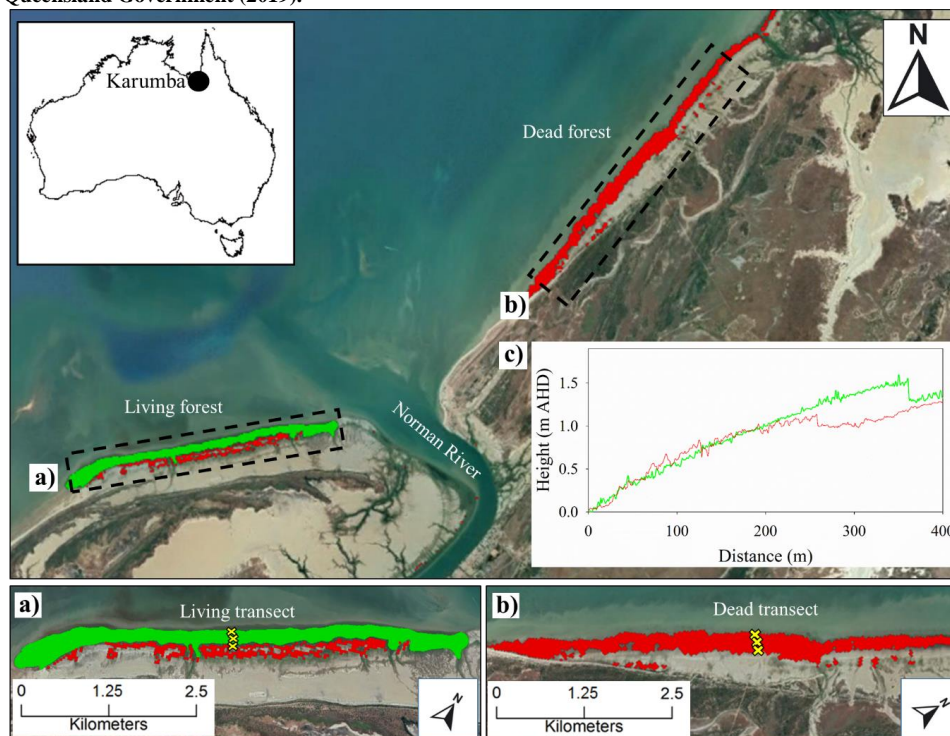 Queensland Government (2019).
Karumba
N
Dead forest
b)
c)
Living forest
a)
Norman River
Height (m AHD)
1.5
1.0
0.5
0.0
0
100
200
300
400
Distance (m)
a)
Living transect
0
1.25
2.5
Kilometers
N
b)
Dead transect
0
1.25
2.5
Kilometers
N